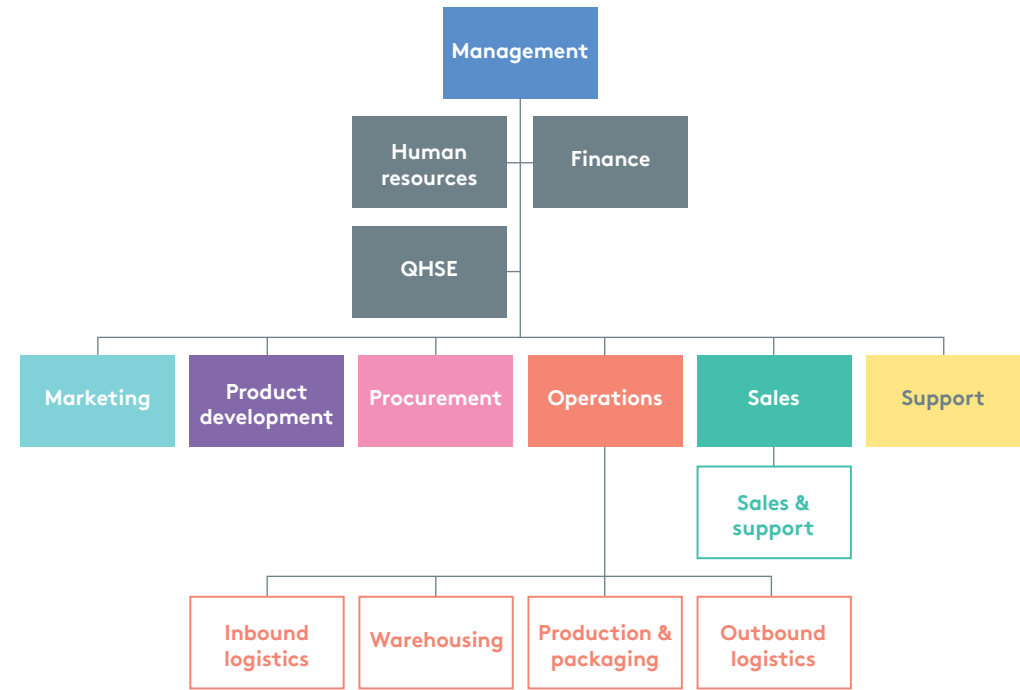 Management
Human
resources
Finance
QHSE
Marketing
Product
development
Procurement
Operations
Sales
Support
Sales &
support
Inbound
logistics
Warehousing
Production &
packaging
Outbound
logistics